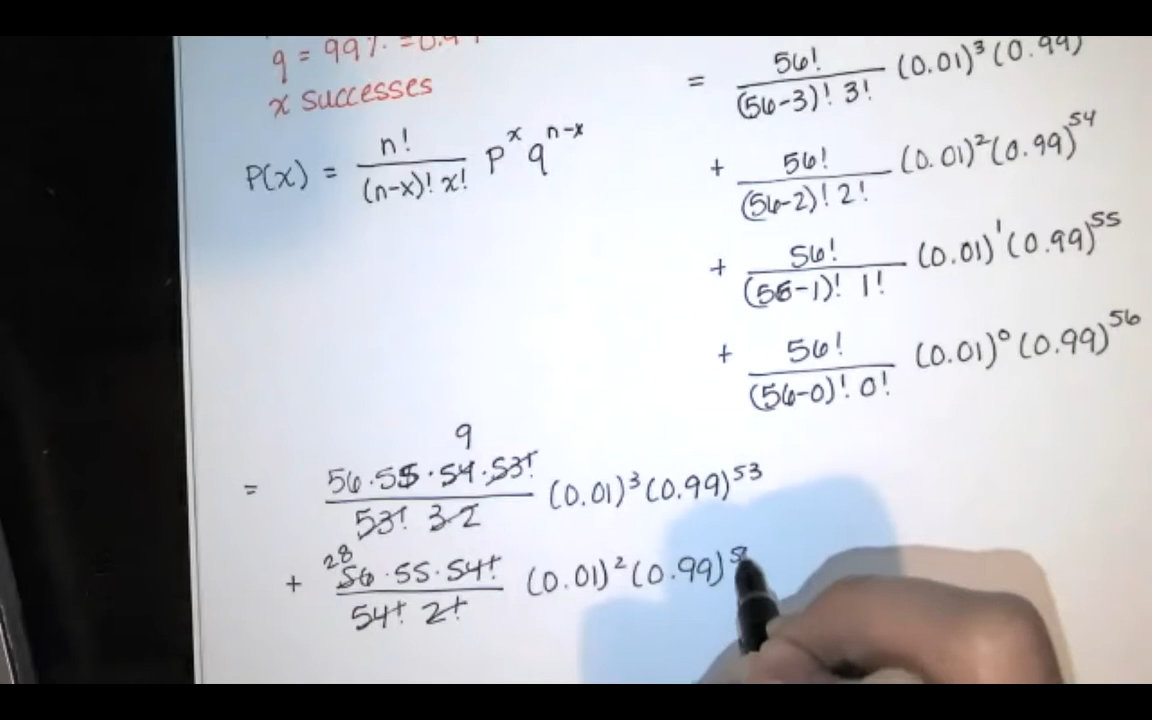 q = 99% = 0.99
x successes
P(x) = n! / (n-x)! x! p^x q^(n-x)
= 56! / (56-3)! 3! (0.01)^3 (0.99)
+ 56! / (56-2)! 2! (0.01)^2 (0.99)^54
+ 56! / (56-1)! 1! (0.01)^1 (0.99)^55
+ 56! / (56-0)! 0! (0.01)^0 (0.99)^56
9
= 56·55·54·53! / 53! 3·2 (0.01)^3 (0.99)^53
28
+ 56·55·54! / 54! 2! (0.01)^2 (0.99)^5